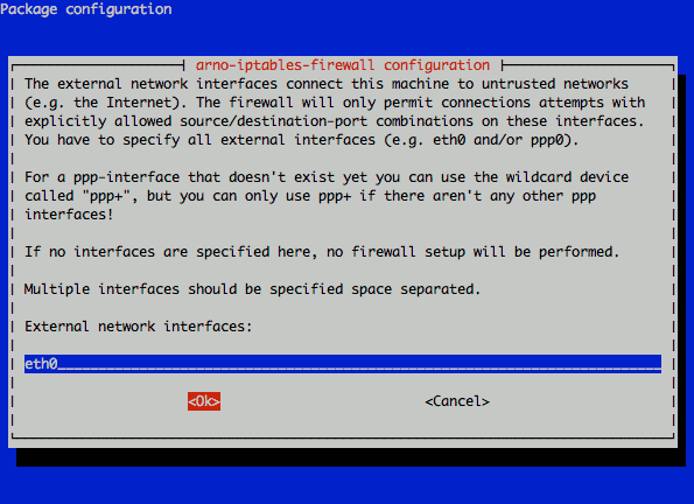 Package configuration
arno-iptables-firewall configuration
The external network interfaces connect this machine to untrusted networks
(e.g. the Internet). The firewall will only permit connections attempts with
explicitly allowed source/destination-port combinations on these interfaces.
You have to specify all external interfaces (e.g. eth0 and/or ppp0).
For a ppp-interface that doesn't exist yet you can use the wildcard device
called "ppp+", but you can only use ppp+ if there aren't any other ppp
interfaces!
If no interfaces are specified here, no firewall setup will be performed.
Multiple interfaces should be specified space separated.
External network interfaces:
eth0
<Ok> <Cancel>